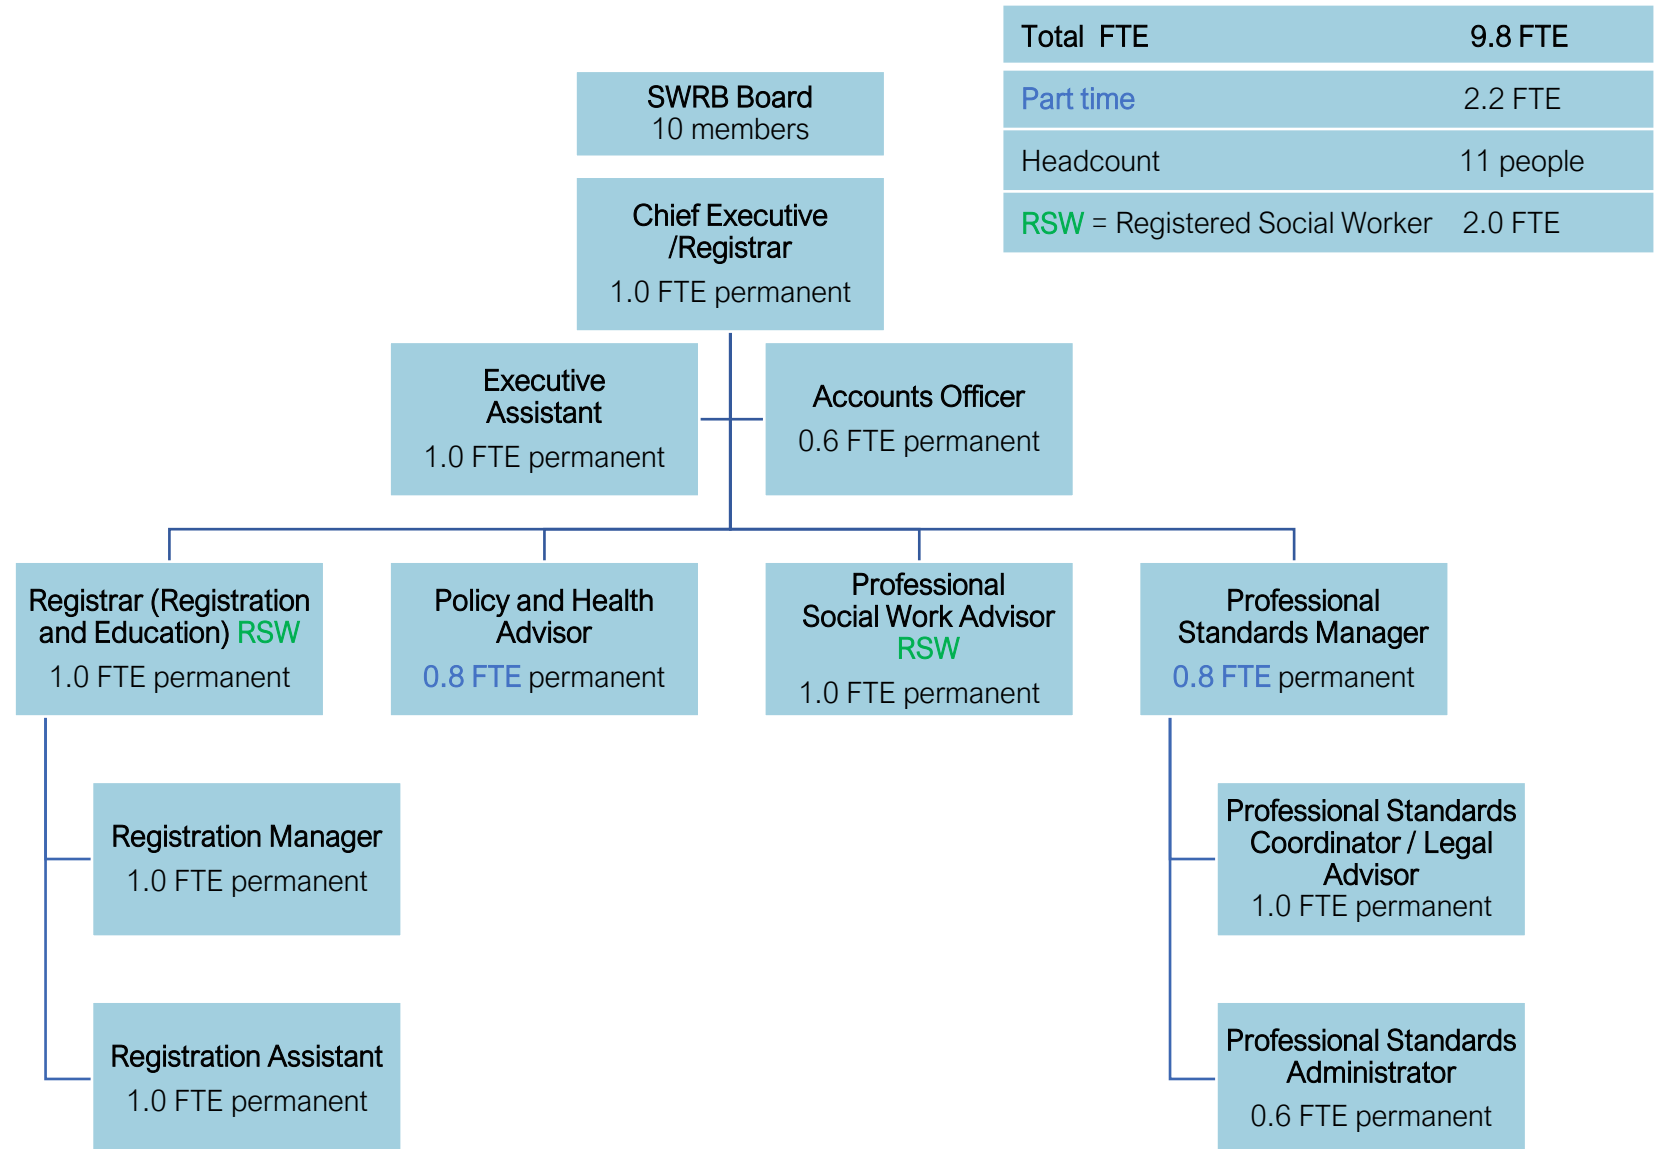 Total FTE 9.8 FTE
Part time 2.2 FTE
Headcount 11 people
RSW = Registered Social Worker 2.0 FTE
SWRB Board
10 members
Chief Executive
/Registrar
1.0 FTE permanent
Executive
Assistant
1.0 FTE permanent
Accounts Officer
0.6 FTE permanent
Registrar (Registration
and Education) RSW
1.0 FTE permanent
Policy and Health
Advisor
0.8 FTE permanent
Professional
Social Work Advisor
RSW
1.0 FTE permanent
Professional
Standards Manager
0.8 FTE permanent
Registration Manager
1.0 FTE permanent
Registration Assistant
1.0 FTE permanent
Professional Standards
Coordinator / Legal
Advisor
1.0 FTE permanent
Professional Standards
Administrator
0.6 FTE permanent